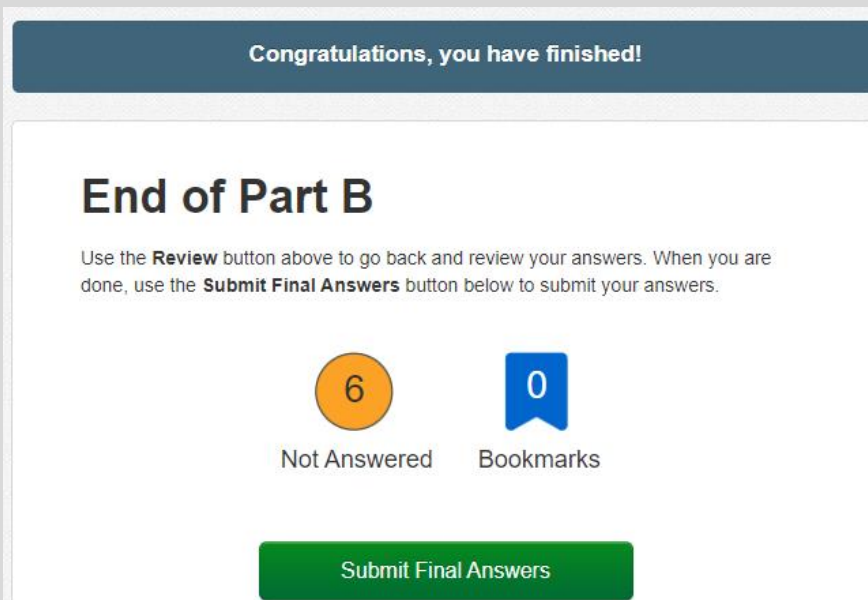 Congratulations, you have finished!
End of Part B
Use the Review button above to go back and review your answers. When you are
done, use the Submit Final Answers button below to submit your answers.
6
0
Not Answered
Bookmarks
Submit Final Answers